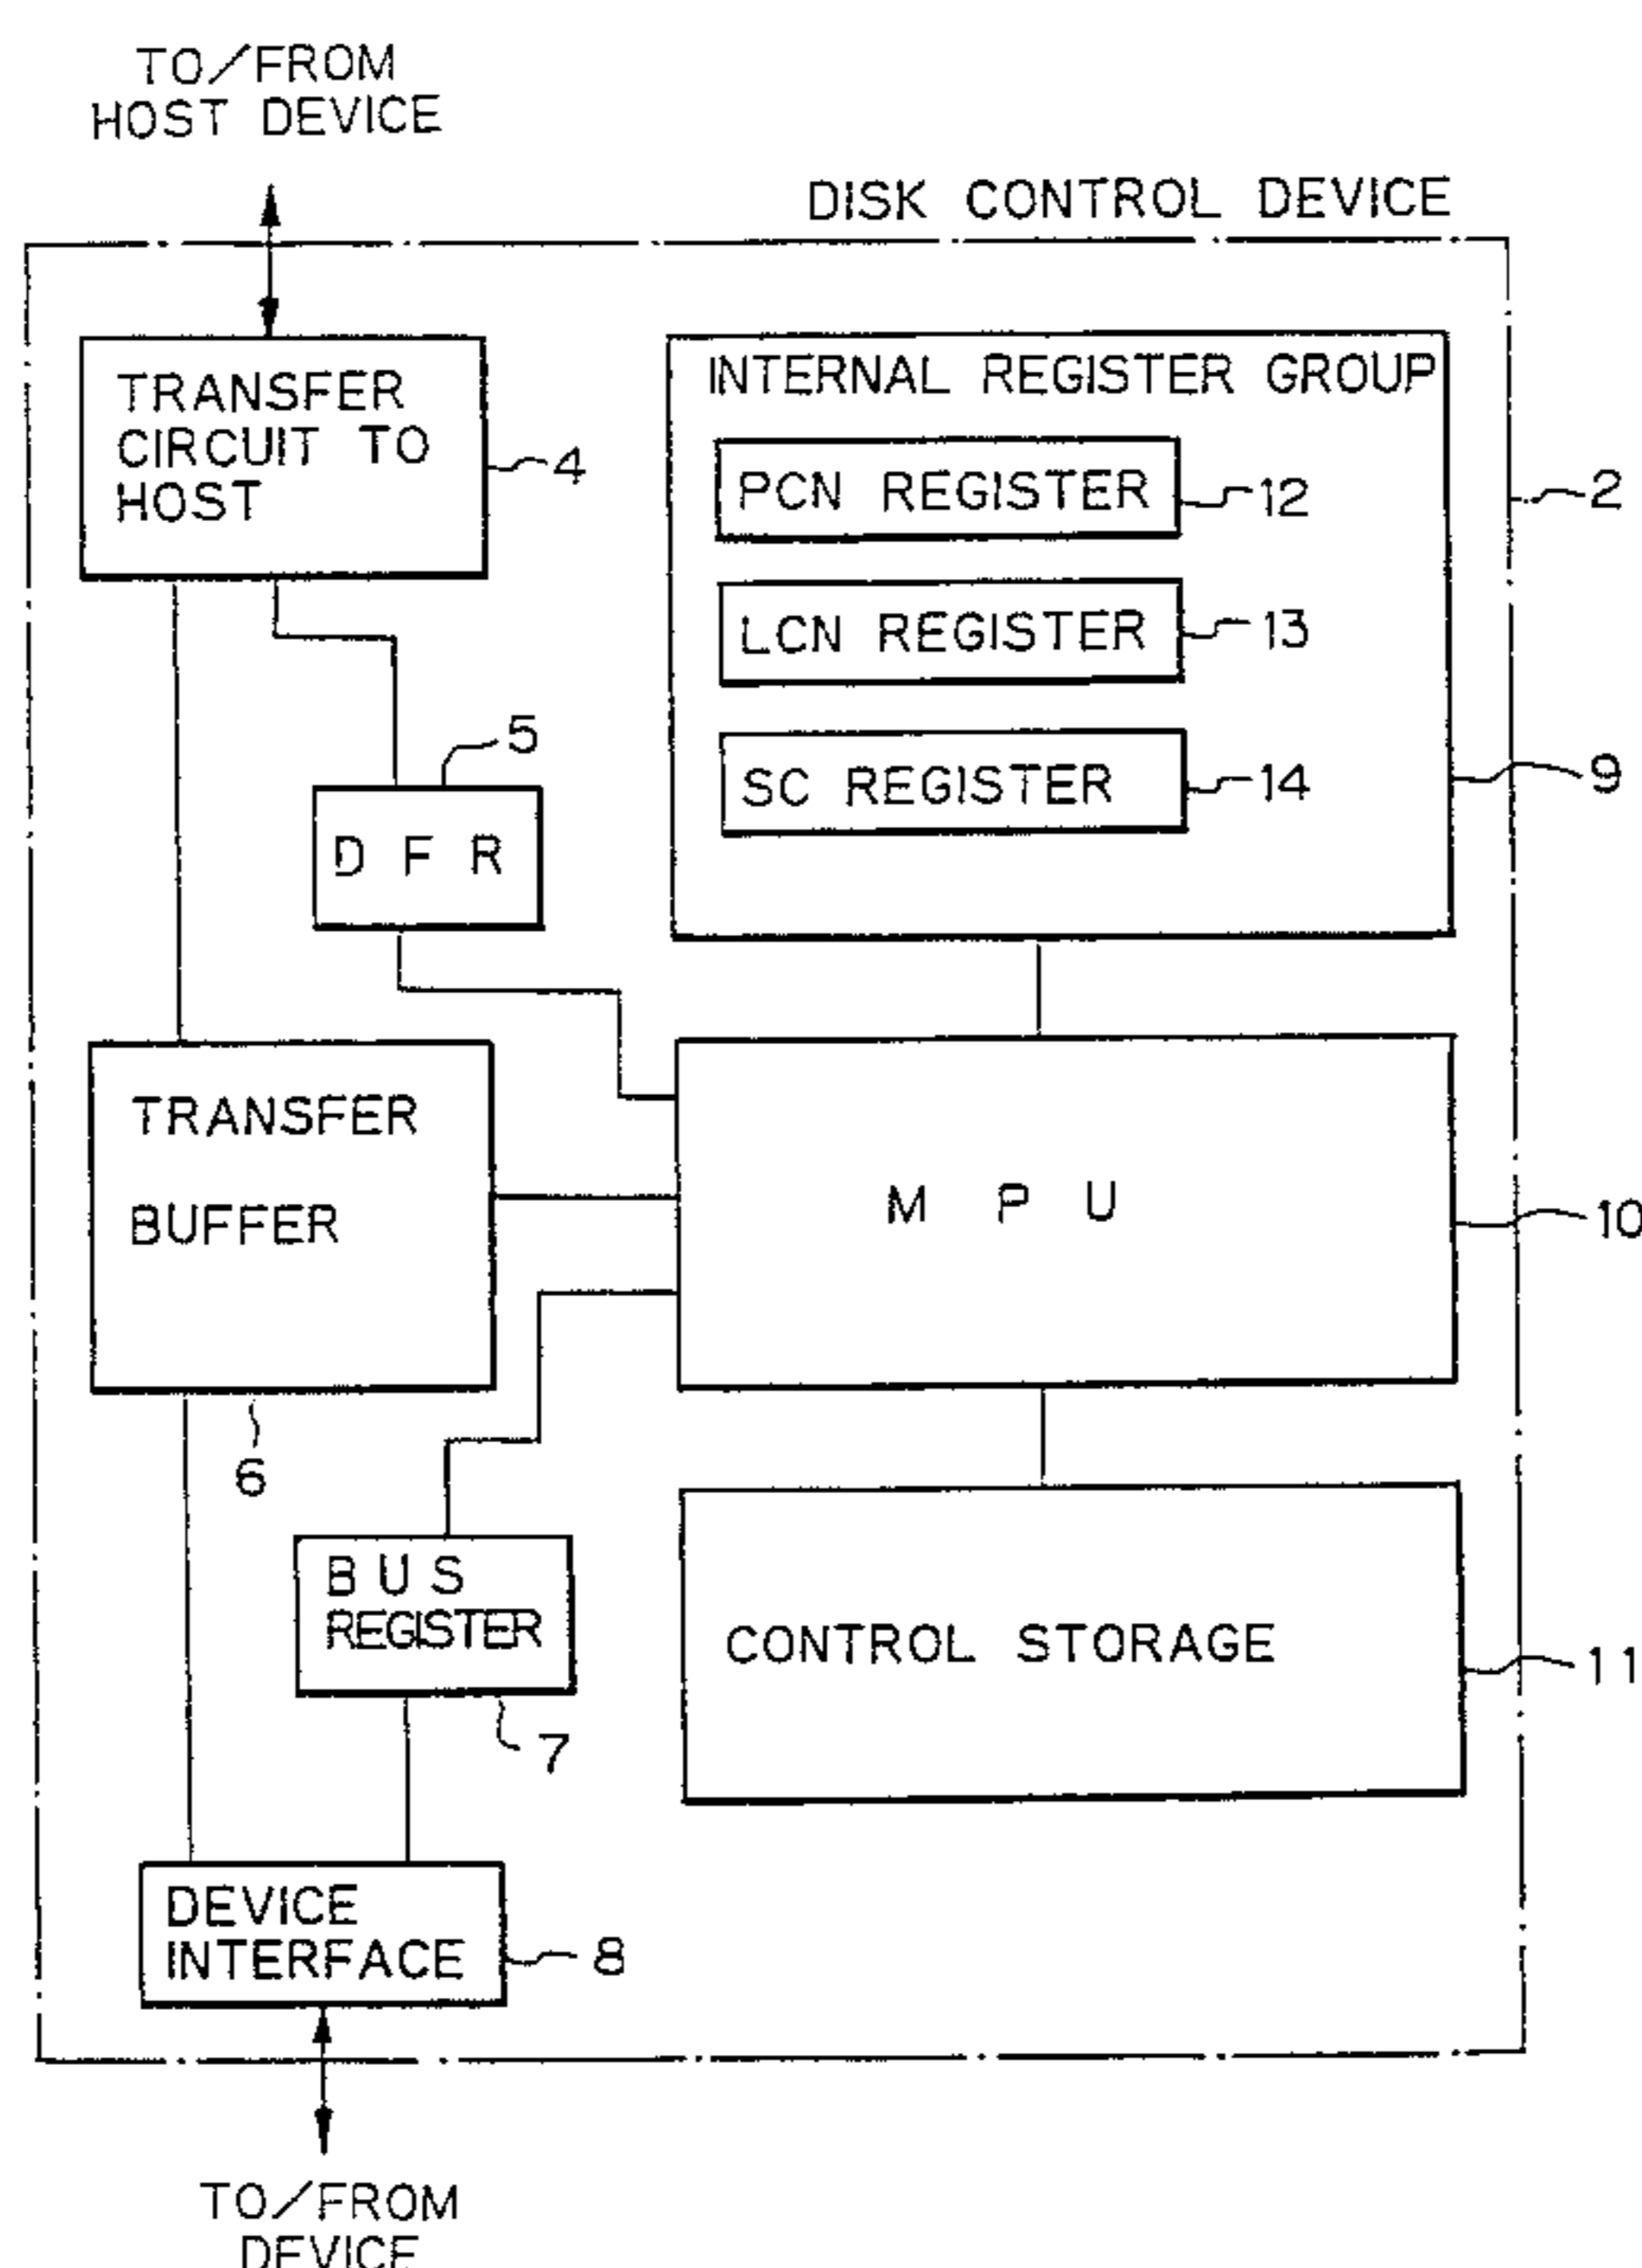 TO/FROM
HOST DEVICE
DISK CONTROL DEVICE
TRANSFER
CIRCUIT TO
HOST
4
INTERNAL REGISTER GROUP
PCN REGISTER
12
2
LCN REGISTER
13
SC REGISTER
14
9
5
D F R
TRANSFER
BUFFER
6
M P U
10
BUS
REGISTER
7
CONTROL STORAGE
11
DEVICE
INTERFACE
8
TO/FROM
DEVICE